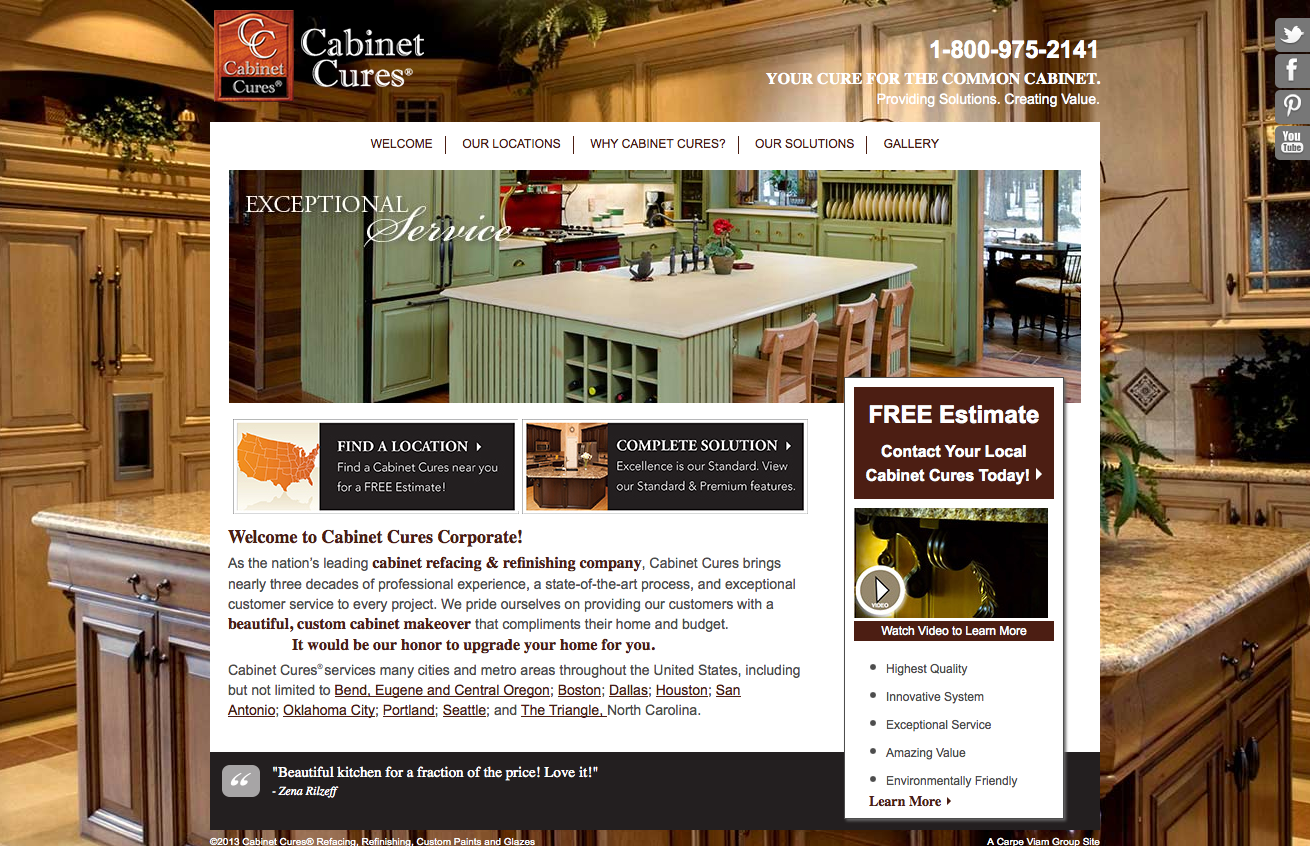 CC
Cabinet
Cures®
Cabinet
Cures®
1-800-975-2141
YOUR CURE FOR THE COMMON CABINET.
Providing Solutions. Creating Value.
You
Tube
WELCOME
OUR LOCATIONS
WHY CABINET CURES?
OUR SOLUTIONS
GALLERY
EXCEPTIONAL
Service
FIND A LOCATION
Find a Cabinet Cures near you
for a FREE Estimate!
COMPLETE SOLUTION
Excellence is our Standard. View
our Standard & Premium features.
FREE Estimate
Contact Your Local
Cabinet Cures Today!
VIDEO
Watch Video to Learn More
Highest Quality
Innovative System
Exceptional Service
Amazing Value
Environmentally Friendly
Learn More
Welcome to Cabinet Cures Corporate!
As the nation's leading cabinet refacing & refinishing company, Cabinet Cures brings
nearly three decades of professional experience, a state-of-the-art process, and exceptional
customer service to every project. We pride ourselves on providing our customers with a
beautiful, custom cabinet makeover that compliments their home and budget.
It would be our honor to upgrade your home for you.
Cabinet Cures® services many cities and metro areas throughout the United States, including
but not limited to Bend, Eugene and Central Oregon; Boston; Dallas; Houston; San
Antonio; Oklahoma City; Portland; Seattle; and The Triangle, North Carolina.
"Beautiful kitchen for a fraction of the price! Love it!"
- Zena Rilzeff
©2013 Cabinet Cures® Refacing, Refinishing, Custom Paints and Glazes
A Carpe Viam Group Site